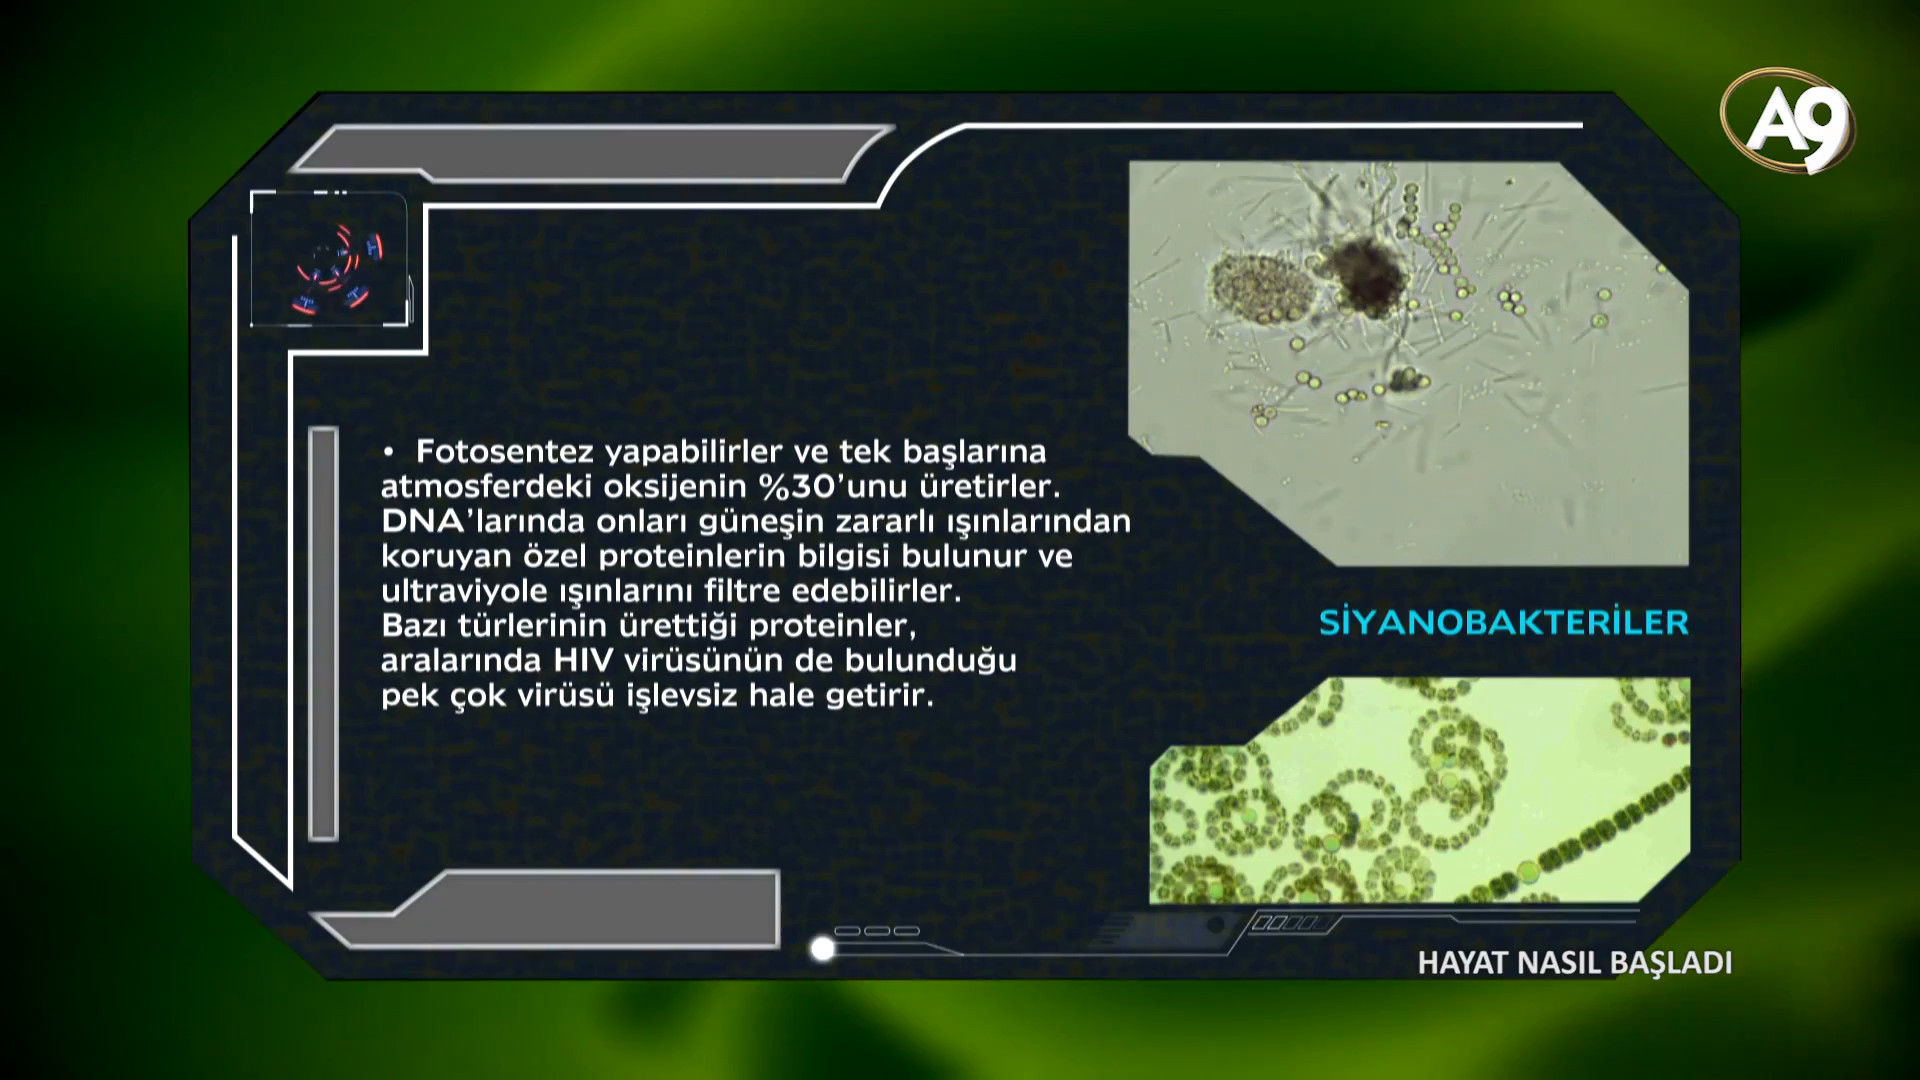 A9
• Fotosentez yapabilirler ve tek başlarına
atmosferdeki oksijenin %30’unu üretirler.
DNA’larında onları güneşin zararlı ışınlarından
koruyan özel proteinlerin bilgisi bulunur ve
ultraviyole ışınlarını filtre edebilirler.
Bazı türlerinin ürettiği proteinler,
aralarında HIV virüsünün de bulunduğu
pek çok virüsü işlevsiz hale getirir.
SİYANOBAKTERİLER
HAYAT NASIL BAŞLADI